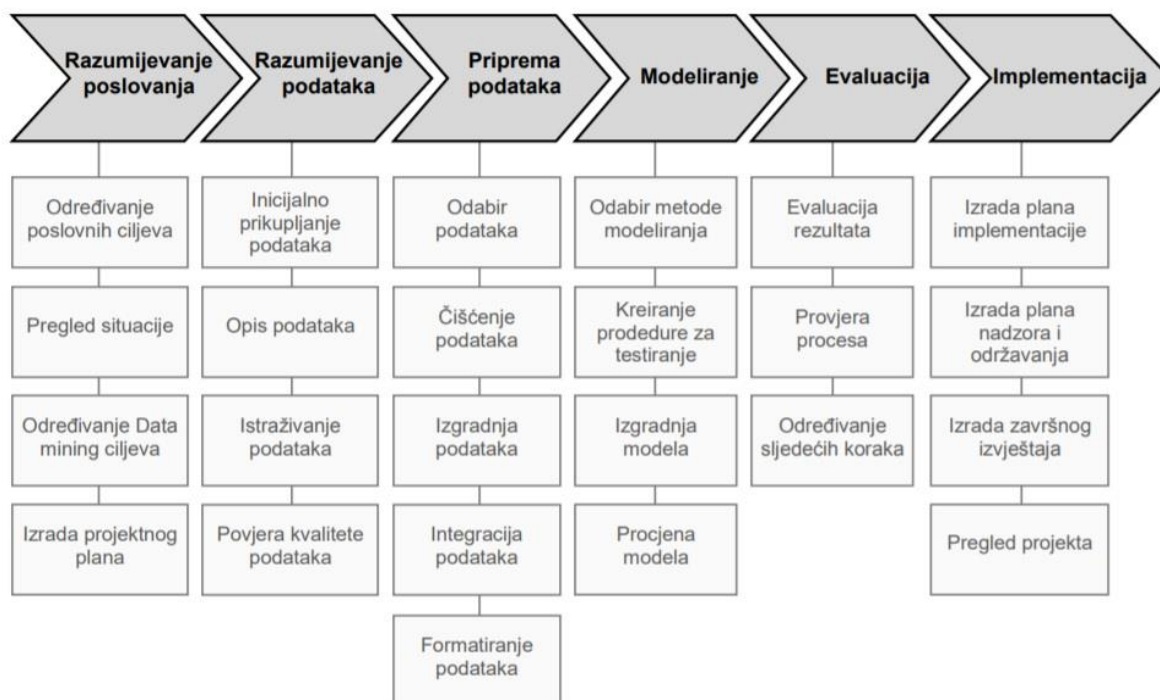 Razumijevanje
poslovanja
Razumijevanje
podataka
Priprema
podataka
Modeliranje
Evaluacija
Implementacija
Određivanje
poslovnih ciljeva
Pregled situacije
Određivanje Data
mining ciljeva
Izrada projektnog
plana
Inicijalno
prikupljanje
podataka
Opis podataka
Istraživanje
podataka
Povjera kvalitete
podataka
Odabir
podataka
Čišćenje
podataka
Izgradnja
podataka
Integracija
podataka
Formatiranje
podataka
Odabir metode
modeliranja
Kreiranje
prodedure za
testiranje
Izgradnja
modela
Procjena
modela
Evaluacija
rezultata
Provjera
procesa
Određivanje
sljedećih koraka
Izrada plana
implementacije
Izrada plana
nadzora i
održavanja
Izrada završnog
izvještaja
Pregled projekta